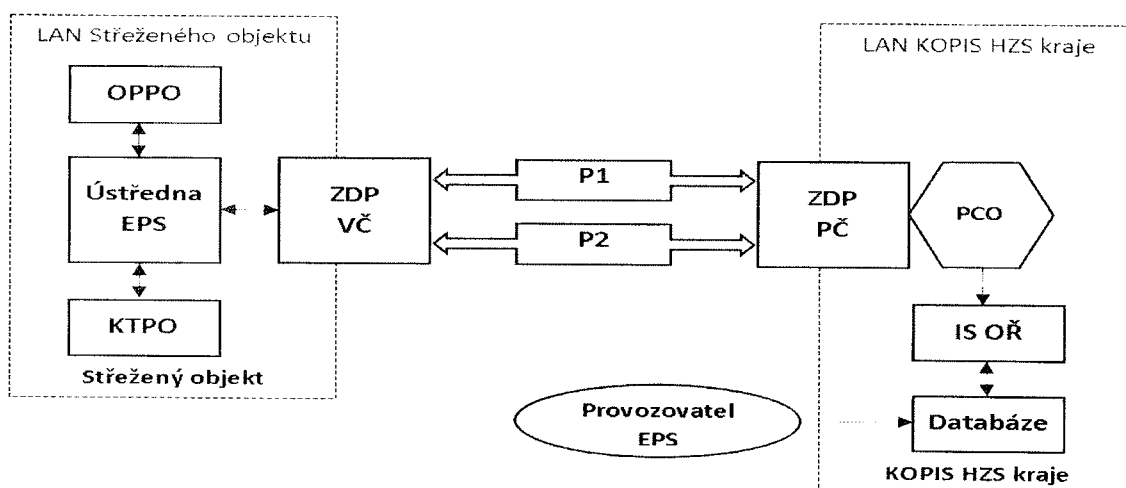 LAN Střeženého objektu
OPPO
Ústředna
EPS
KTPO
Střežený objekt
ZDP
VČ
P1
P2
LAN KOPIS HZS kraje
ZDP
PČ
PCO
IS OŘ
Databáze
KOPIS HZS kraje
Provozovatel
EPS